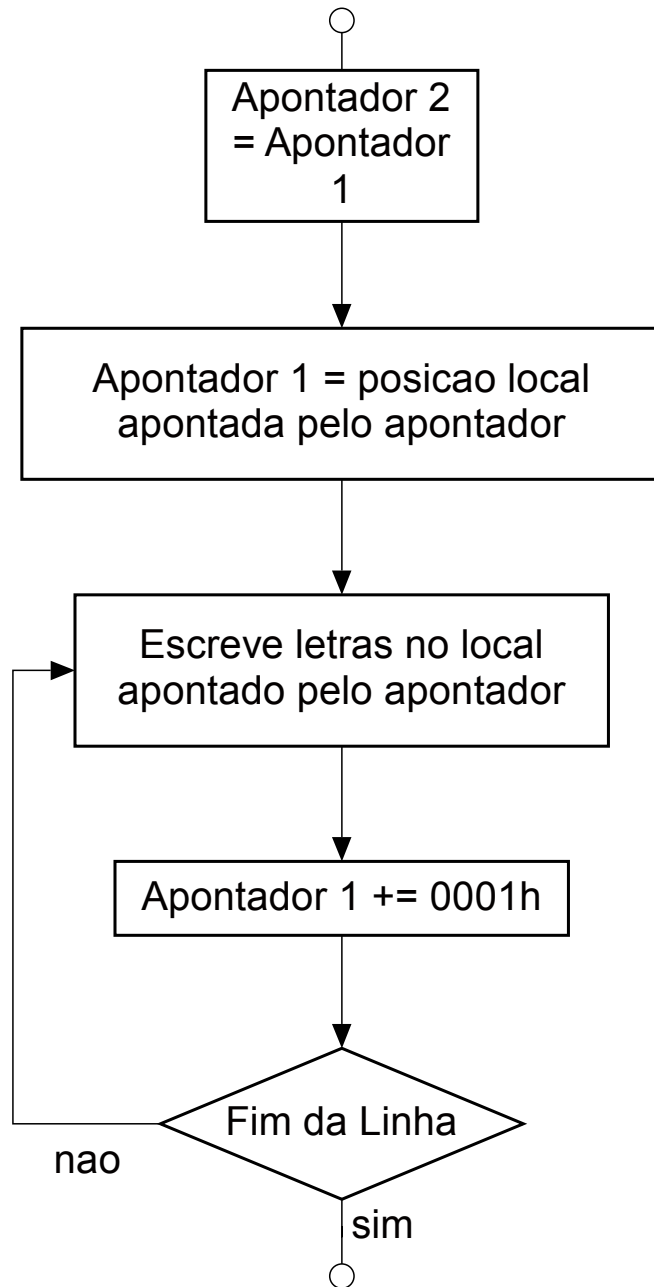 Apontador 2
= Apontador
1
Apontador 1 = posicao local
apontada pelo apontador
Escreve letras no local
apontado pelo apontador
Apontador 1 += 0001h
Fim da Linha
nao
sim